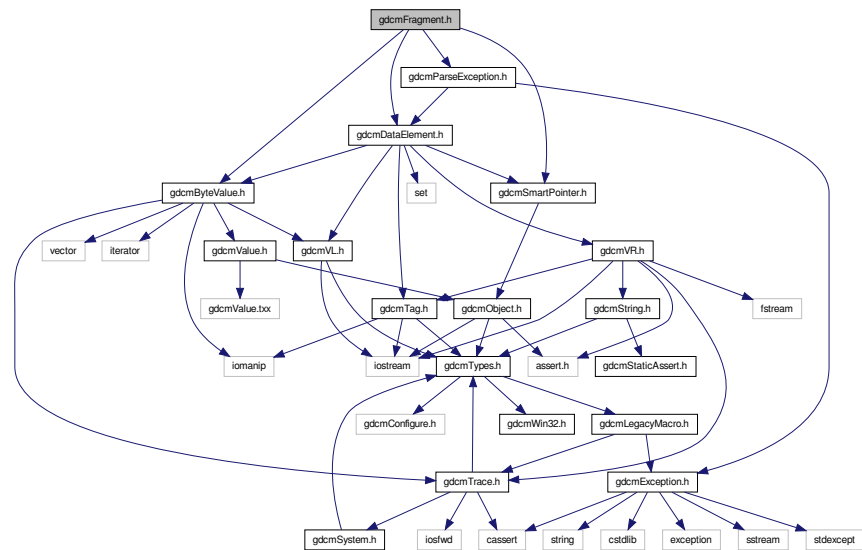 gdcmFragment.h
gdcmParseException.h
gdcmDataElement.h
gdcmByteValue.h
set
gdcmSmartPointer.h
vector
iterator
gdcmValue.h
gdcmVL.h
gdcmVR.h
gdcmValue.txx
gdcmTag.h
gdcmObject.h
gdcmString.h
fstream
iomanip
iostream
gdcmTypes.h
assert.h
gdcmStaticAssert.h
gdcmConfigure.h
gdcmWin32.h
gdcmLegacyMacro.h
gdcmTrace.h
gdcmException.h
gdcmSystem.h
iosfwd
cassert
string
cstdlib
exception
sstream
stdexcept